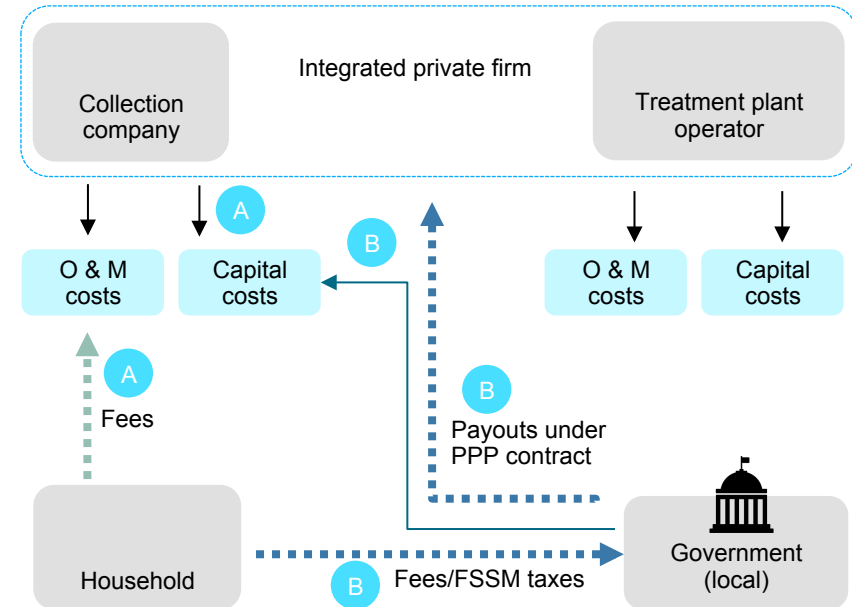 Integrated private firm
Collection
company
Treatment plant
operator
A
B
O & M
costs
Capital
costs
O & M
costs
Capital
costs
A
Fees
B
Payouts under
PPP contract
Household
B
Fees/FSSM taxes
Government
(local)